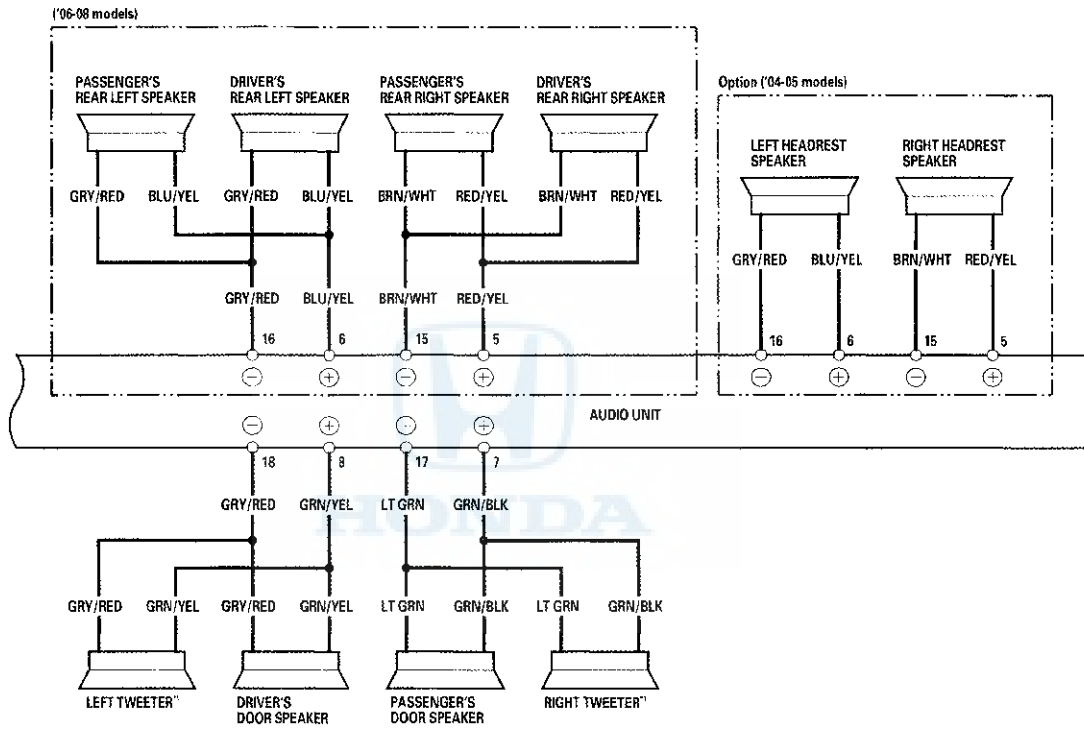 ('06-08 models)
PASSENGER'S DRIVER'S PASSENGER'S DRIVER'S
REAR LEFT SPEAKER REAR LEFT SPEAKER REAR RIGHT SPEAKER REAR RIGHT SPEAKER
Option ('04-05 models)
LEFT HEADREST RIGHT HEADREST
SPEAKER SPEAKER
GRY/RED BLU/YEL GRY/RED BLU/YEL BRN/WHT RED/YEL BRN/WHT RED/YEL
GRY/RED BLU/YEL BRN/WHT RED/YEL
GRY/RED BLU/YEL BRN/WHT RED/YEL
16 6 15 5 16 6 15 5
- + - + - + - +
AUDIO UNIT
- + - +
18 8 17 7
GRY/RED GRN/YEL LT GRN GRN/BLK
HONDA
GRY/RED GRN/YEL GRY/RED GRN/YEL LT GRN GRN/BLK LT GRN GRN/BLK
LEFT TWEETER*1 DRIVER'S PASSENGER'S RIGHT TWEETER*1
DOOR SPEAKER DOOR SPEAKER